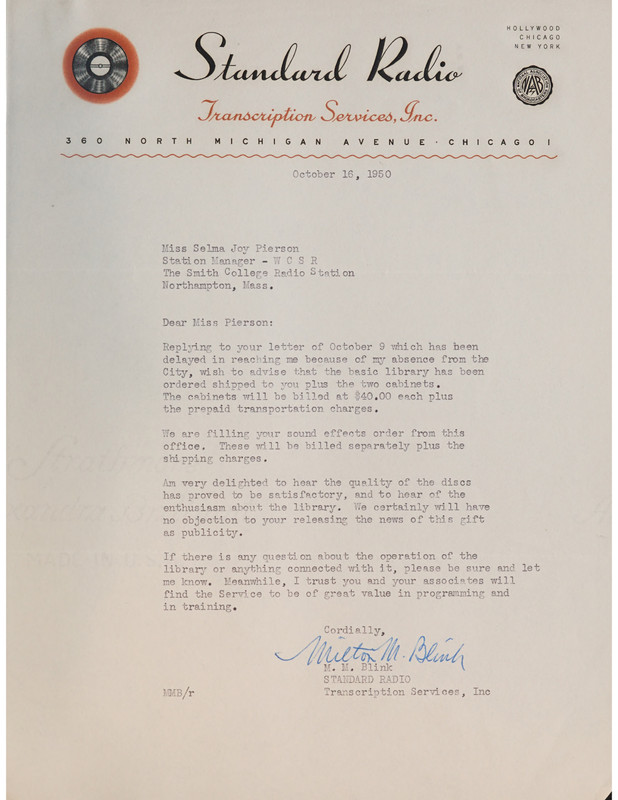 HOLLYWOOD
CHICAGO
NEW YORK
Standard Radio
NAB
Transcription Services, Inc.
360 NORTH MICHIGAN AVENUE · CHICAGO 1
October 16, 1950
Miss Selma Joy Pierson
Station Manager - W C S R
The Smith College Radio Station
Northampton, Mass.
Dear Miss Pierson:
Replying to your letter of October 9 which has been
delayed in reaching me because of my absence from the
City, wish to advise that the basic library has been
ordered shipped to you plus the two cabinets.
The cabinets will be billed at $40.00 each plus
the prepaid transportation charges.
We are filling your sound effects order from this
office. These will be billed separately plus the
shipping charges.
Am very delighted to hear the quality of the discs
has proved to be satisfactory, and to hear of the
enthusiasm about the library. We certainly will have
no objection to your releasing the news of this gift
as publicity.
If there is any question about the operation of the
library or anything connected with it, please be sure and let
me know. Meanwhile, I trust you and your associates will
find the Service to be of great value in programming and
in training.
Cordially,
Milton M. Blink
M. M. Blink
STANDARD RADIO
MMB/r Transcription Services, Inc